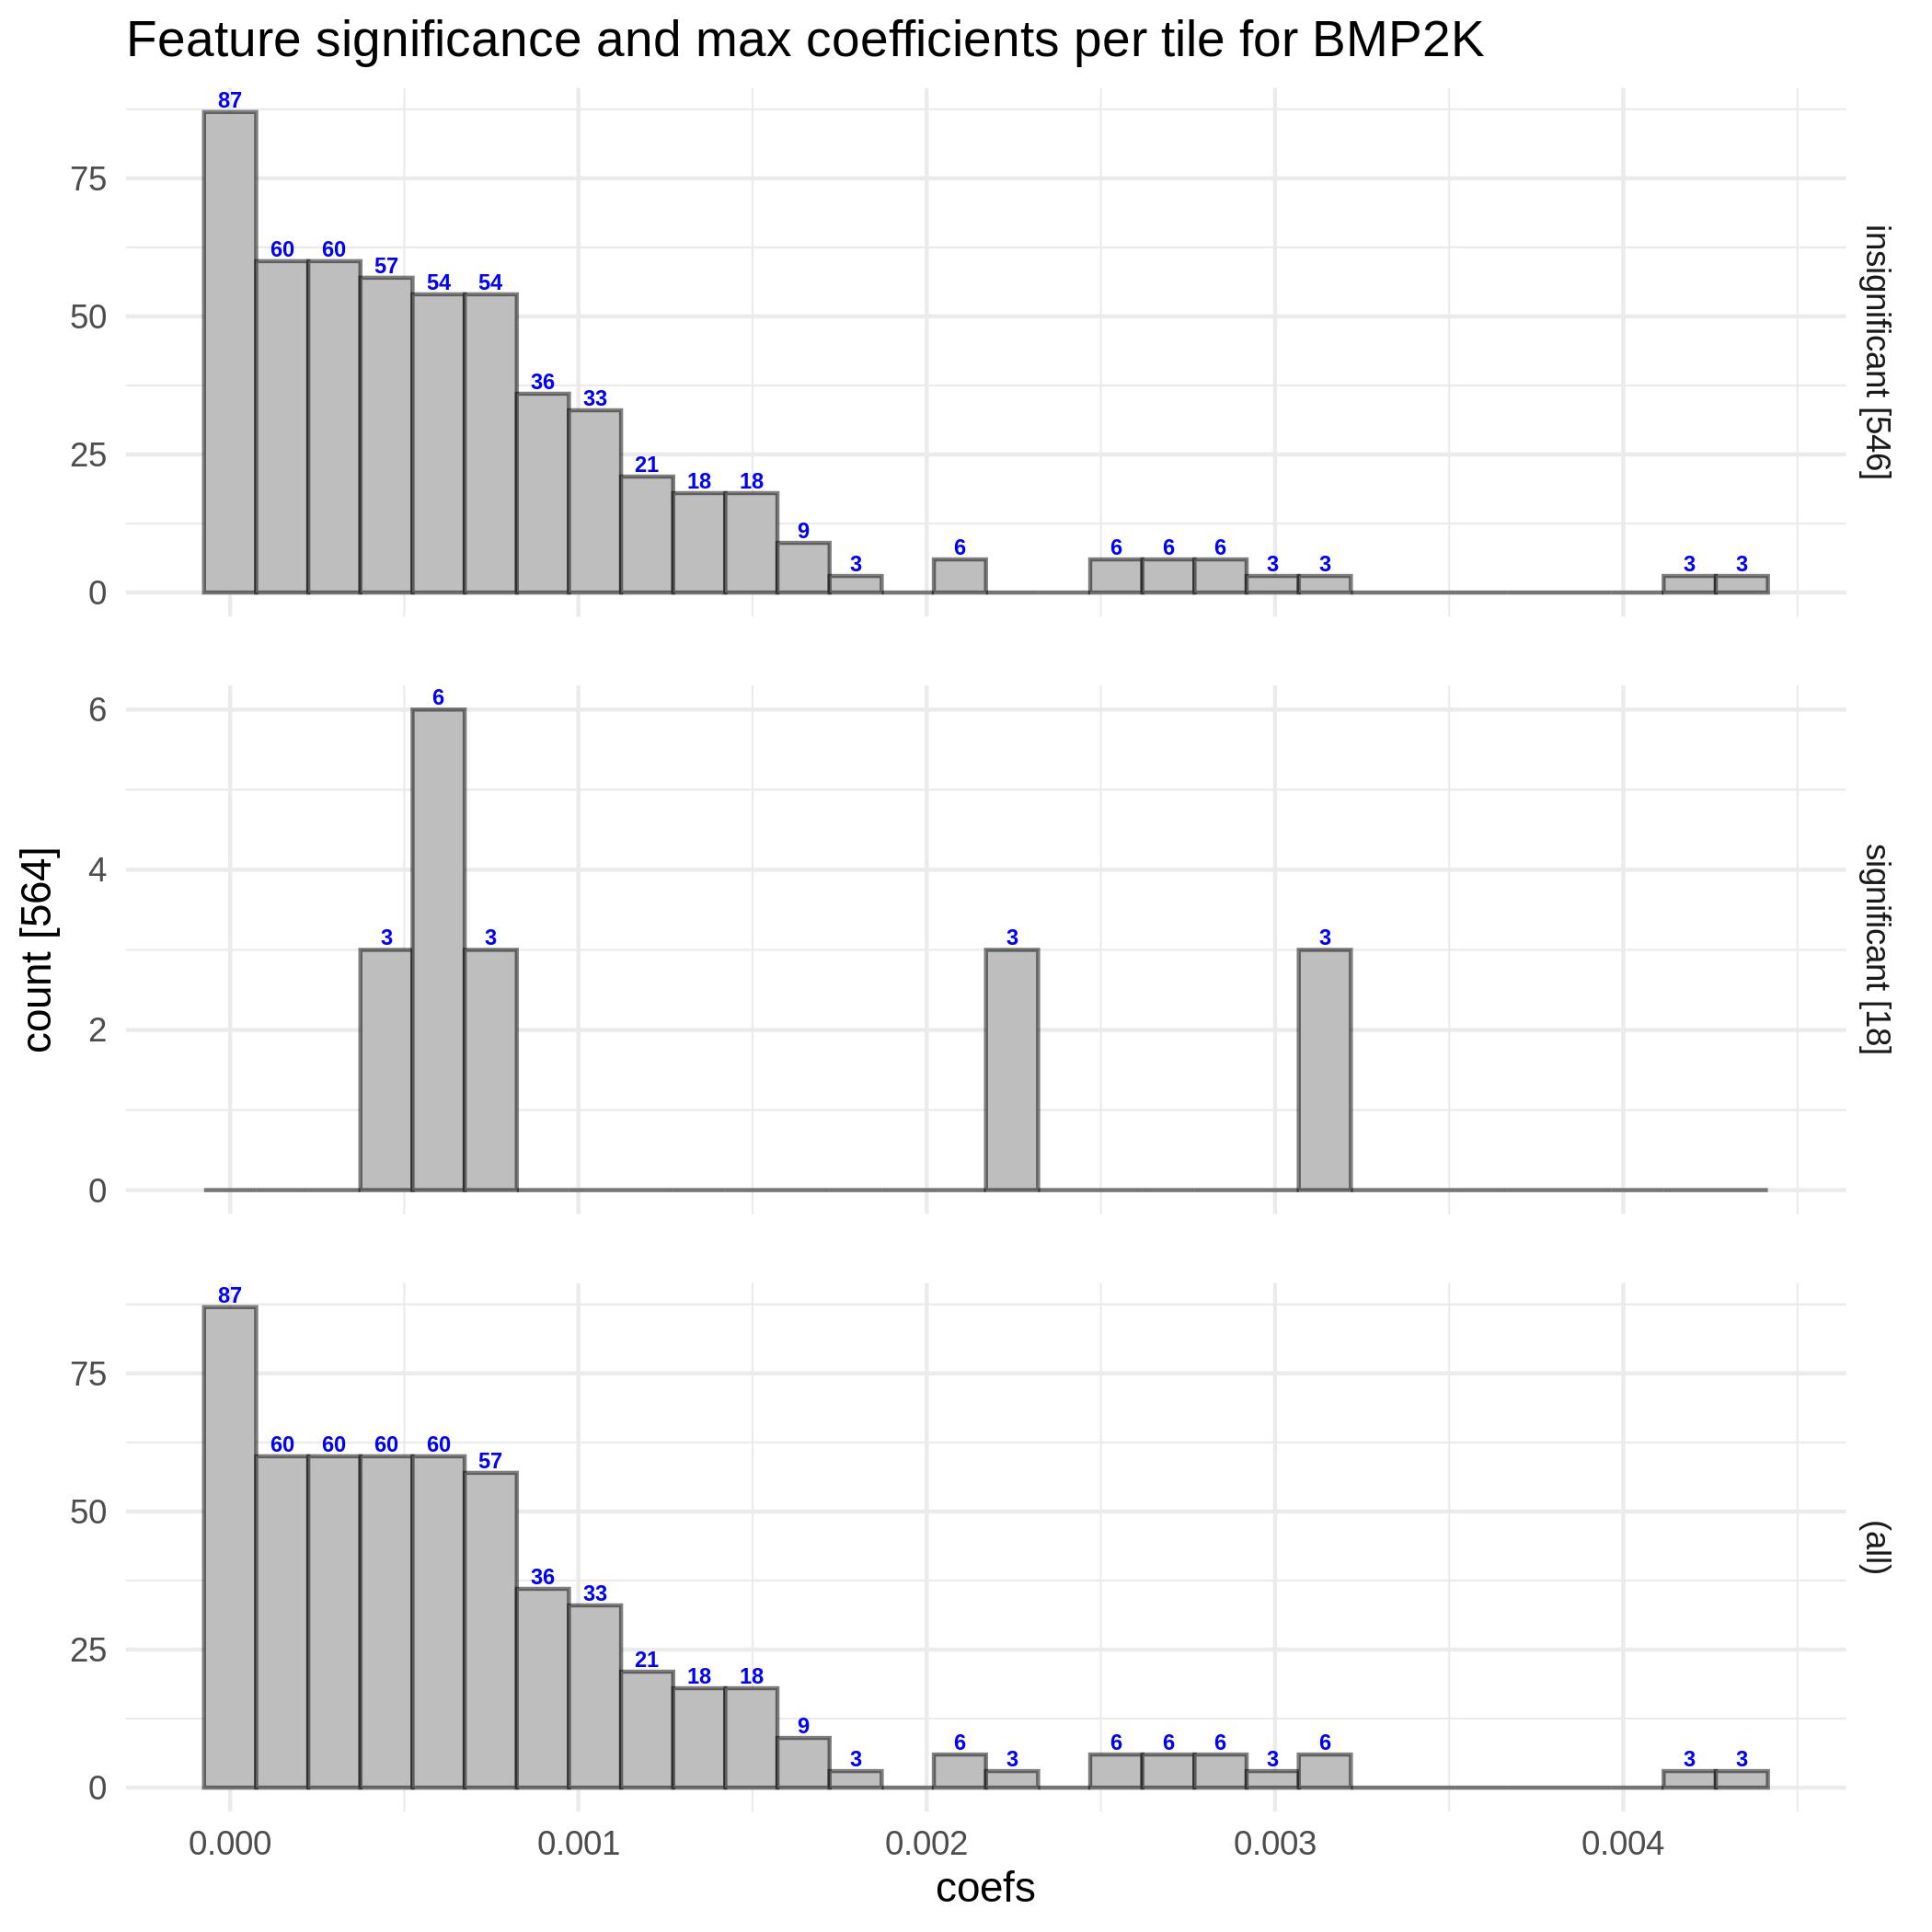 Feature significance and max coefficients per tile for BMP2K
87
60 60 57 54 54 36 33 21 18 18 9 3 6 6 6 6 3 3 3 3
75
50
25
0
insignificant [546]
3 6 3 3 3
6
4
2
0
significant [18]
count [564]
87
60 60 60 60 57 36 33 21 18 18 9 3 6 3 6 6 6 3 6 3 3
75
50
25
0
(all)
0.000 0.001 0.002 0.003 0.004
coefs